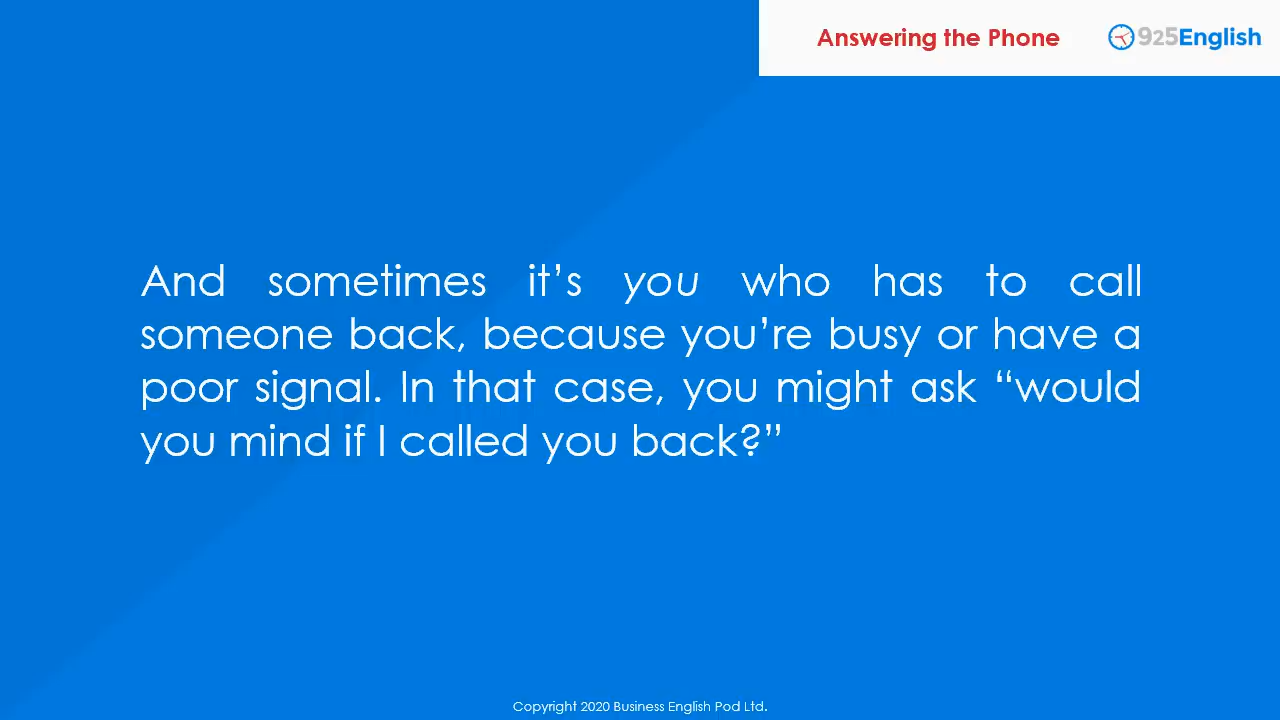 Answering the Phone
925English
And sometimes it’s you who has to call
someone back, because you’re busy or have a
poor signal. In that case, you might ask “would
you mind if I called you back?”
Copyright 2020 Business English Pod Ltd.